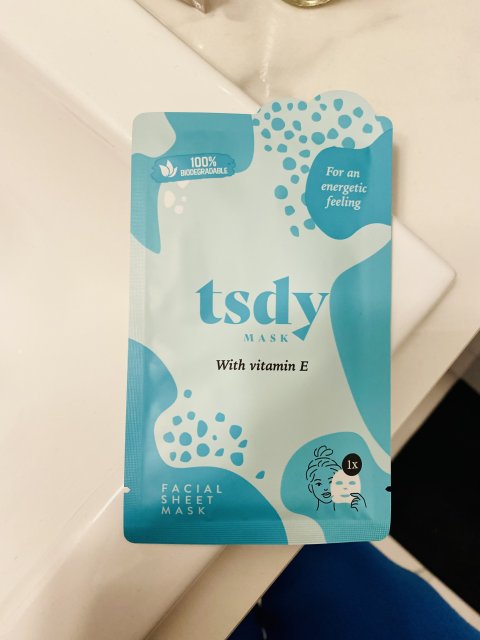 100%
BIODEGRADABLE
For an
energetic
feeling
tsdy
MASK
With vitamin E
1x
FACIAL
SHEET
MASK